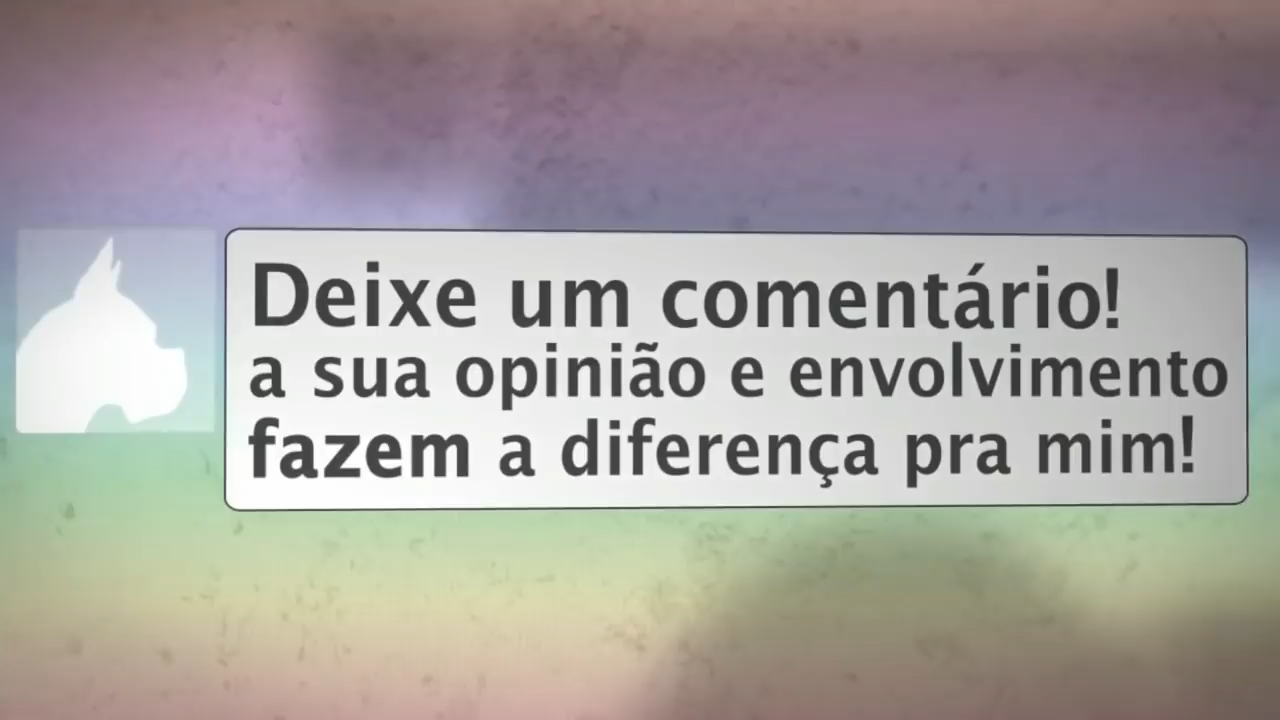 Deixe um comentário!
a sua opinião e envolvimento
fazem a diferença pra mim!